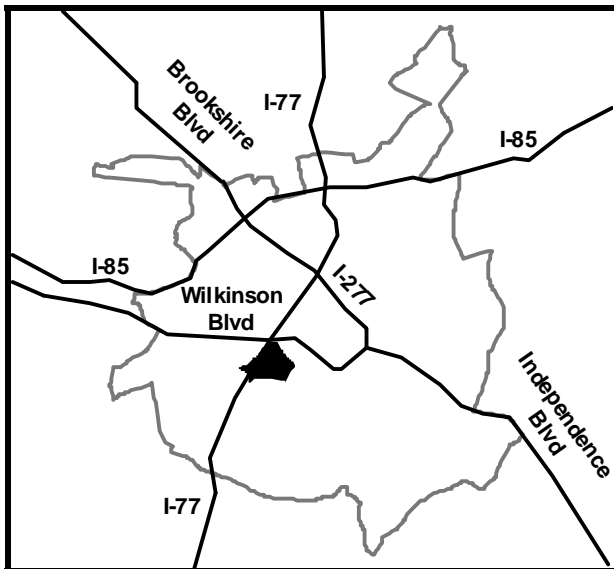 Brookshire
Blvd
I-77
I-85
I-85
I-277
Wilkinson
Blvd
Independence
Blvd
I-77